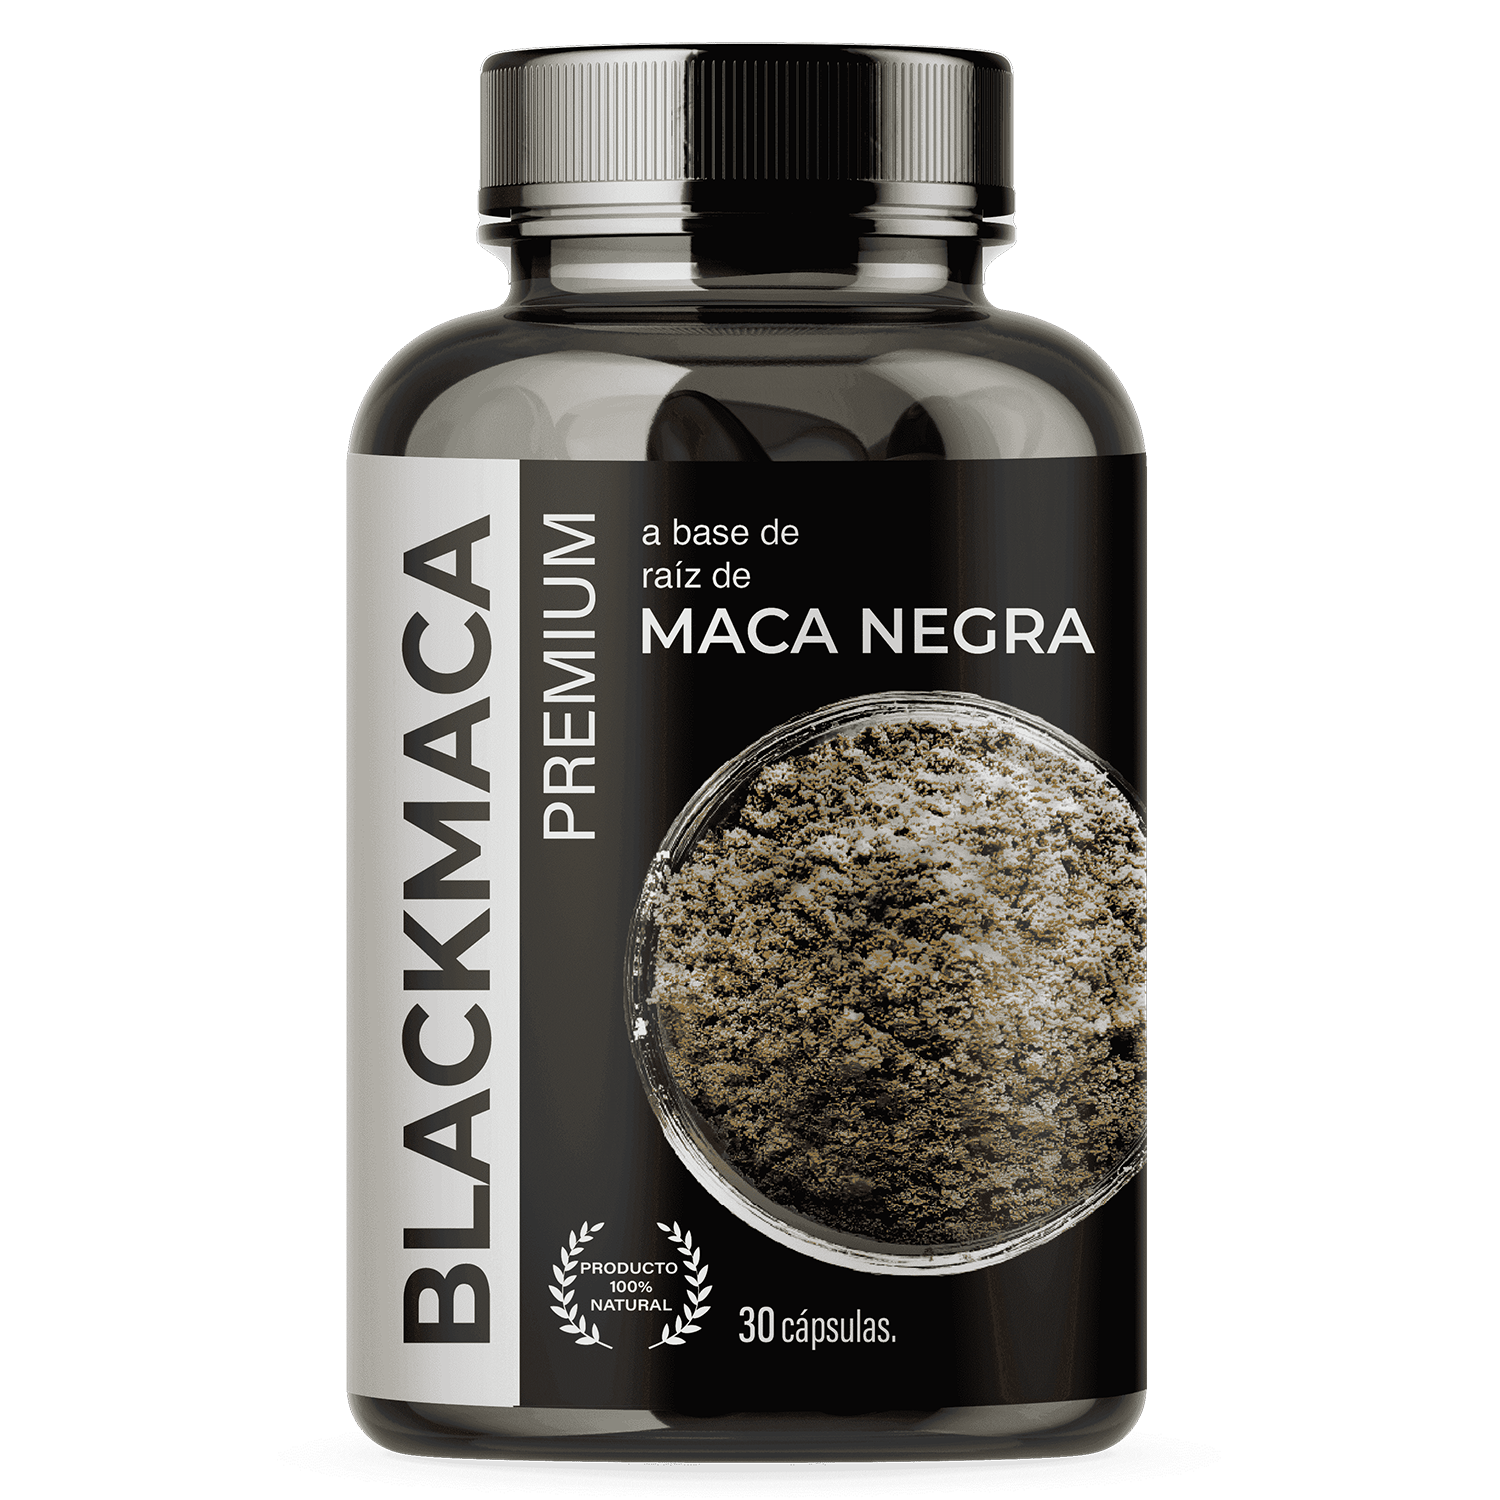 BLACKMACA
PREMIUM
a base de
raíz de
MACA NEGRA
PRODUCTO
100%
NATURAL
30 cápsulas.